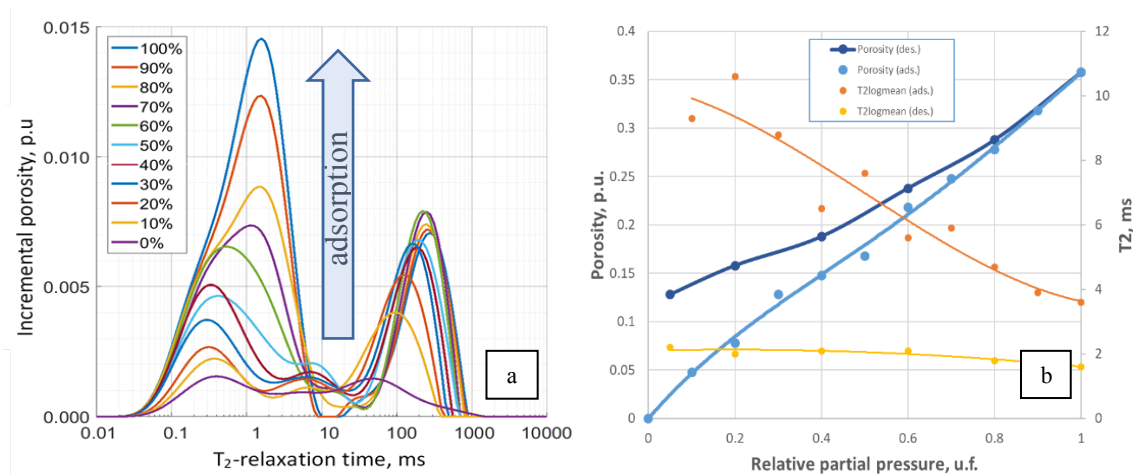 0.015
0.010
0.005
0.000
Incremental porosity, p.u
100%
90%
80%
70%
60%
50%
40%
30%
20%
10%
0%
adsorption
a
0.01 0.1 1 10 100 1000 10000
T2-relaxation time, ms
0.4
0.35
0.3
0.25
0.2
0.15
0.1
0.05
0
Porosity, p.u.
Porosity (des.)
Porosity (ads.)
T2logmean (ads.)
T2logmean (des.)
12
10
8
6
4
2
0
T2, ms
b
0 0.2 0.4 0.6 0.8 1
Relative partial pressure, u.f.